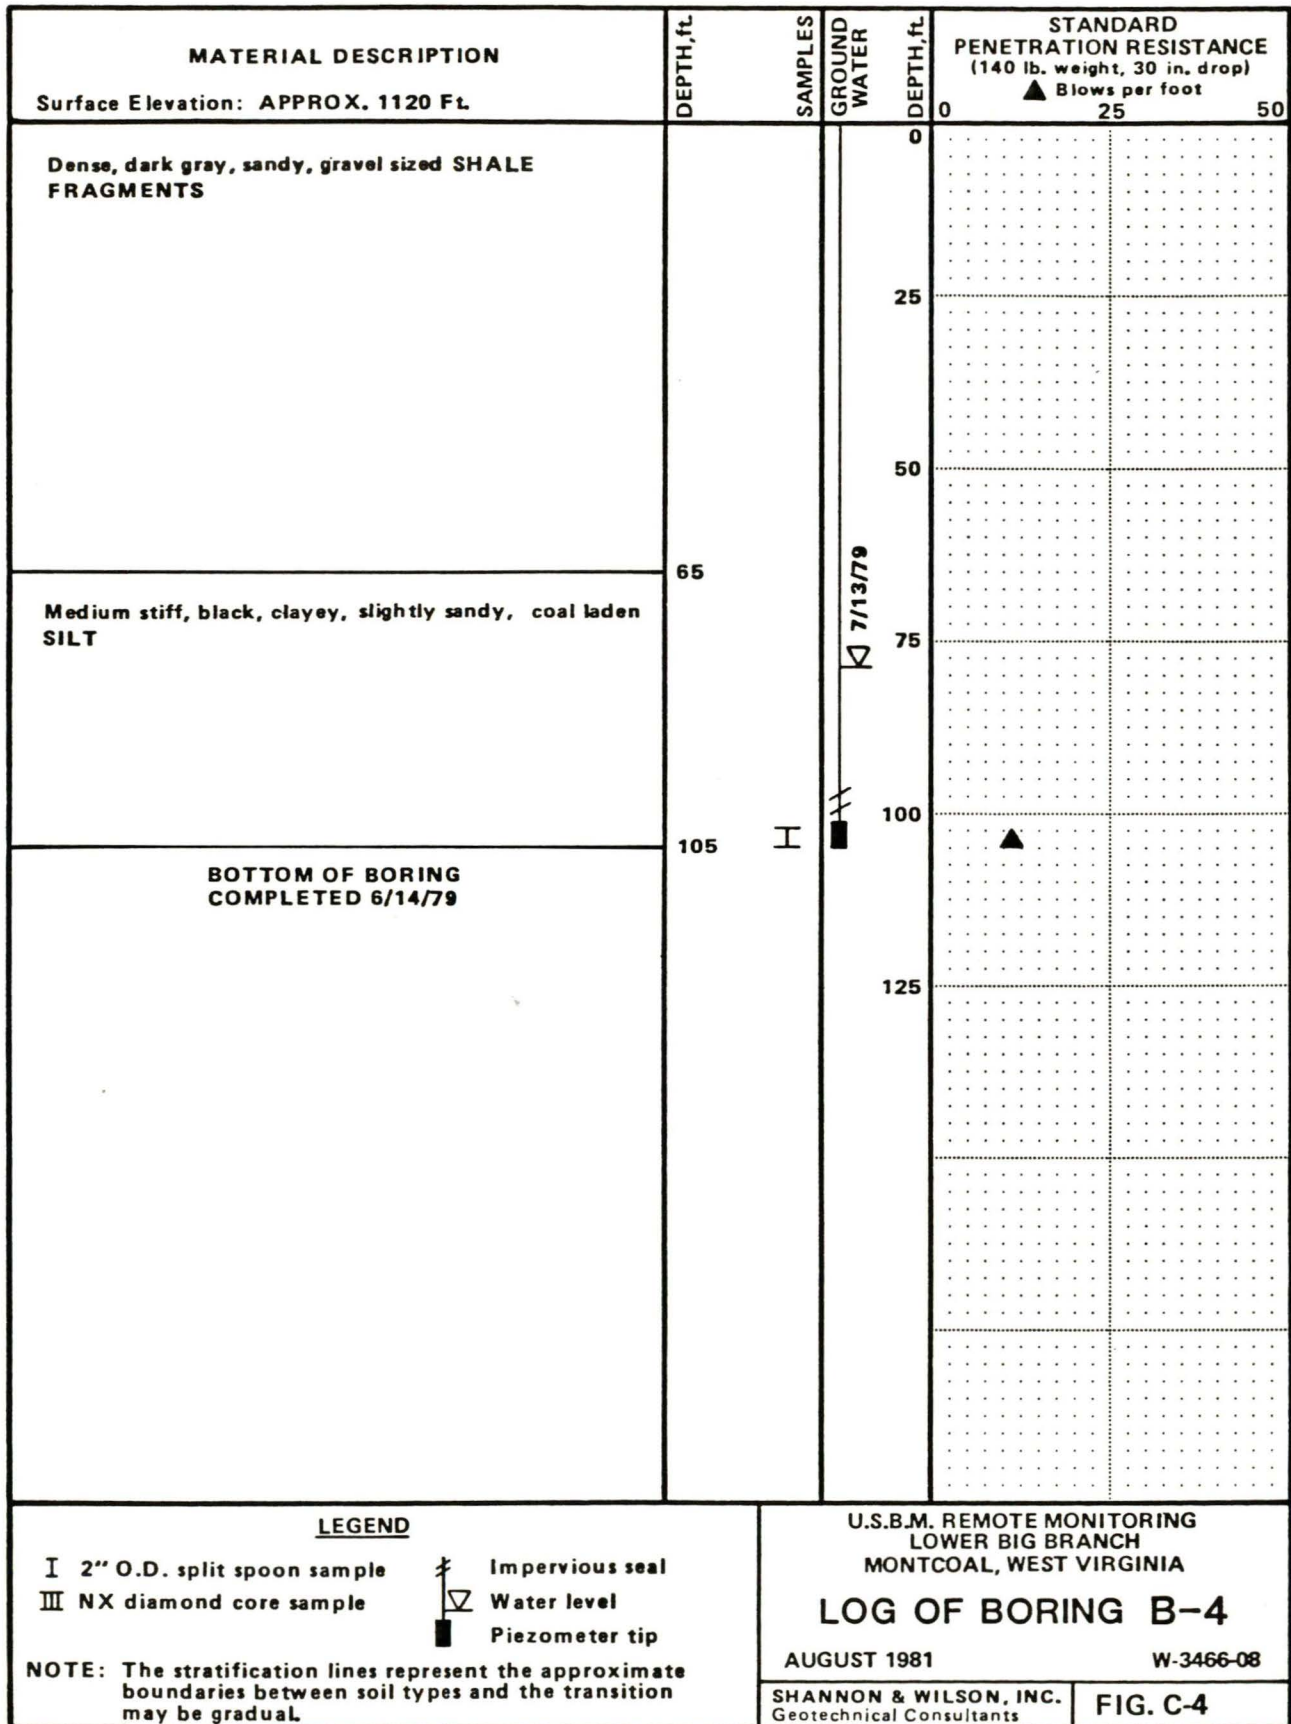 MATERIAL DESCRIPTION
Surface Elevation: APPROX. 1120 Ft.
DEPTH,ft.
SAMPLES
GROUND
WATER
DEPTH,ft.
STANDARD
PENETRATION RESISTANCE
(140 lb. weight, 30 in. drop)
▲ Blows per foot
0 25 50
Dense, dark gray, sandy, gravel sized SHALE
FRAGMENTS
65
Medium stiff, black, clayey, slightly sandy, coal laden
SILT
105
BOTTOM OF BORING
COMPLETED 6/14/79
7/13/79
0
25
50
75
100
125
LEGEND
I 2" O.D. split spoon sample
III NX diamond core sample
Impervious seal
Water level
Piezometer tip
NOTE: The stratification lines represent the approximate
boundaries between soil types and the transition
may be gradual.
U.S.B.M. REMOTE MONITORING
LOWER BIG BRANCH
MONTCOAL, WEST VIRGINIA
LOG OF BORING B-4
AUGUST 1981 W-3466-08
SHANNON & WILSON, INC.
Geotechnical Consultants
FIG. C-4